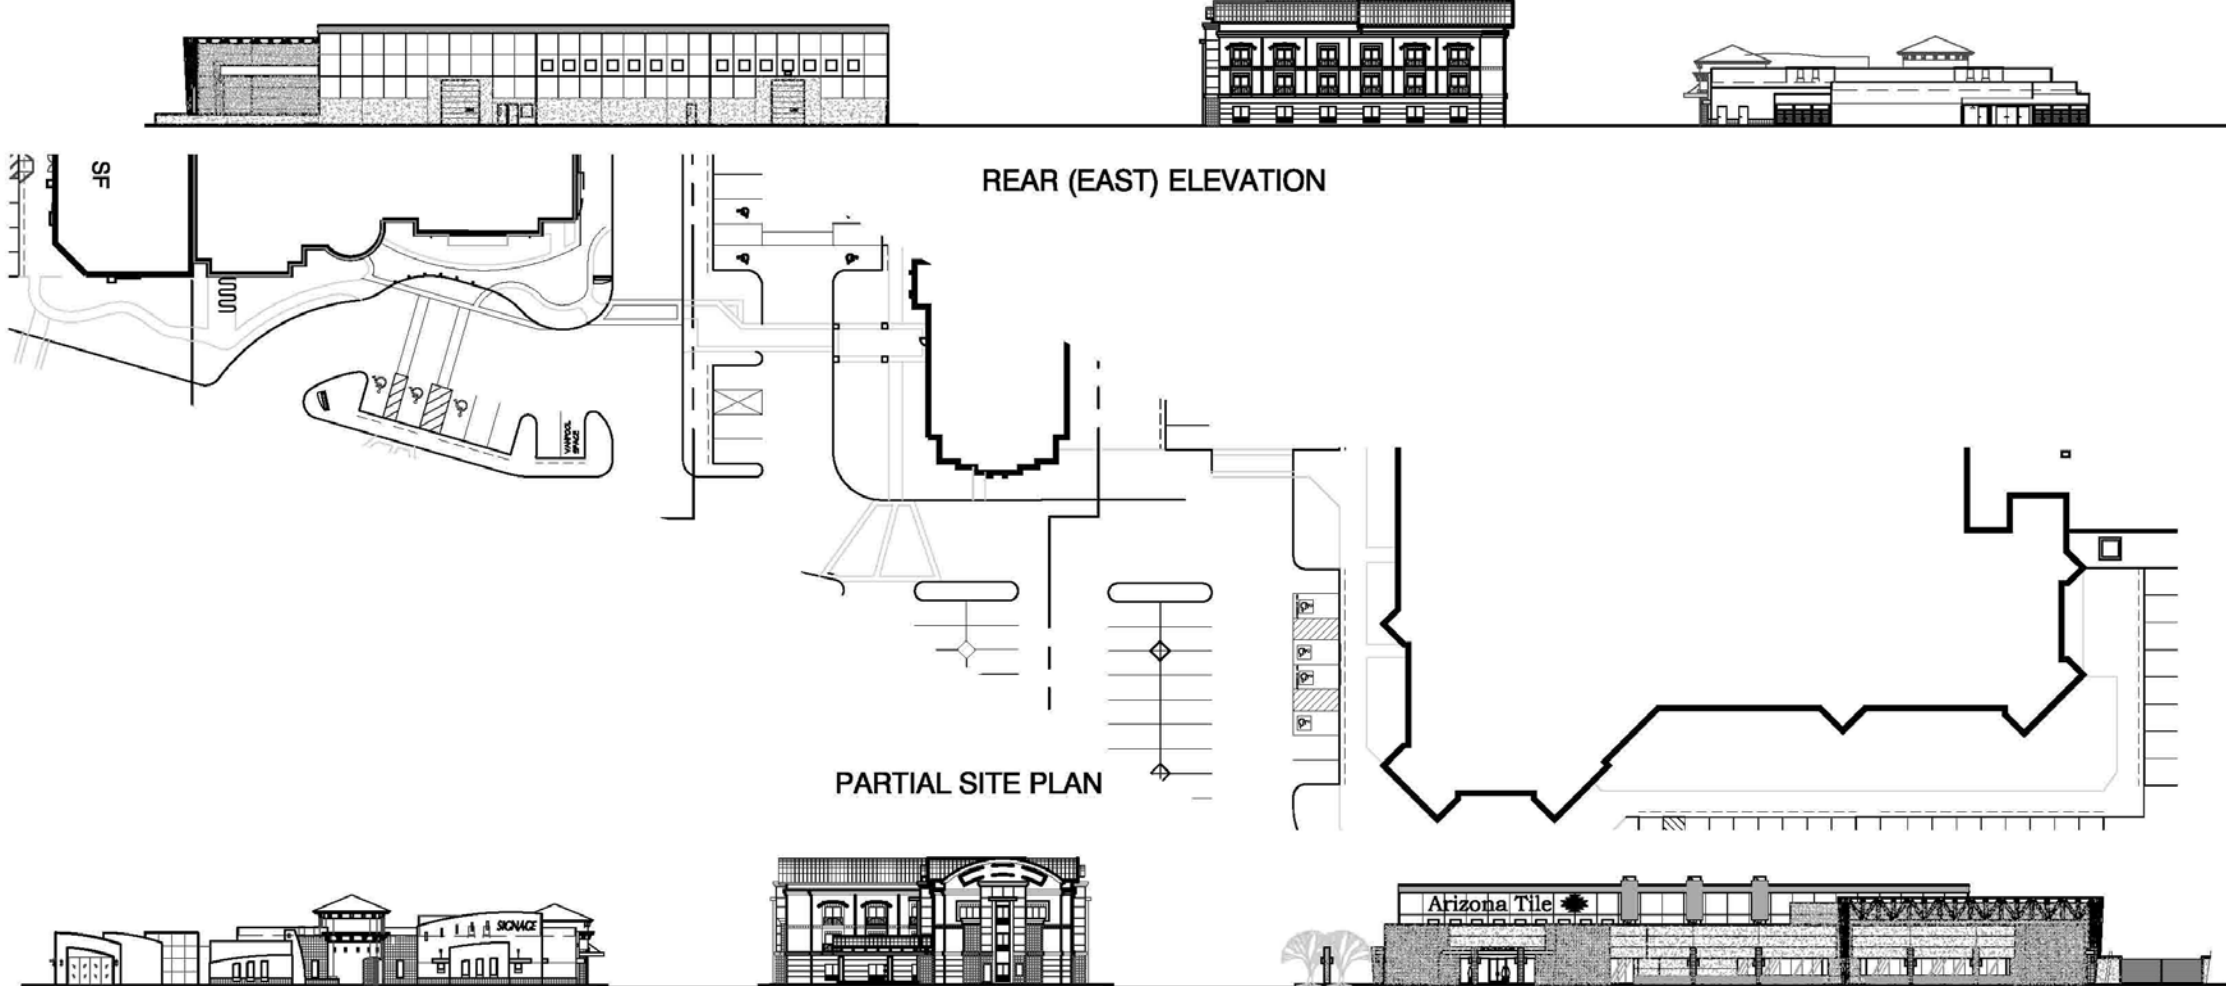 SF
REAR (EAST) ELEVATION
VANPOOL
SPACE
PARTIAL SITE PLAN
SIGNAGE
Arizona Tile